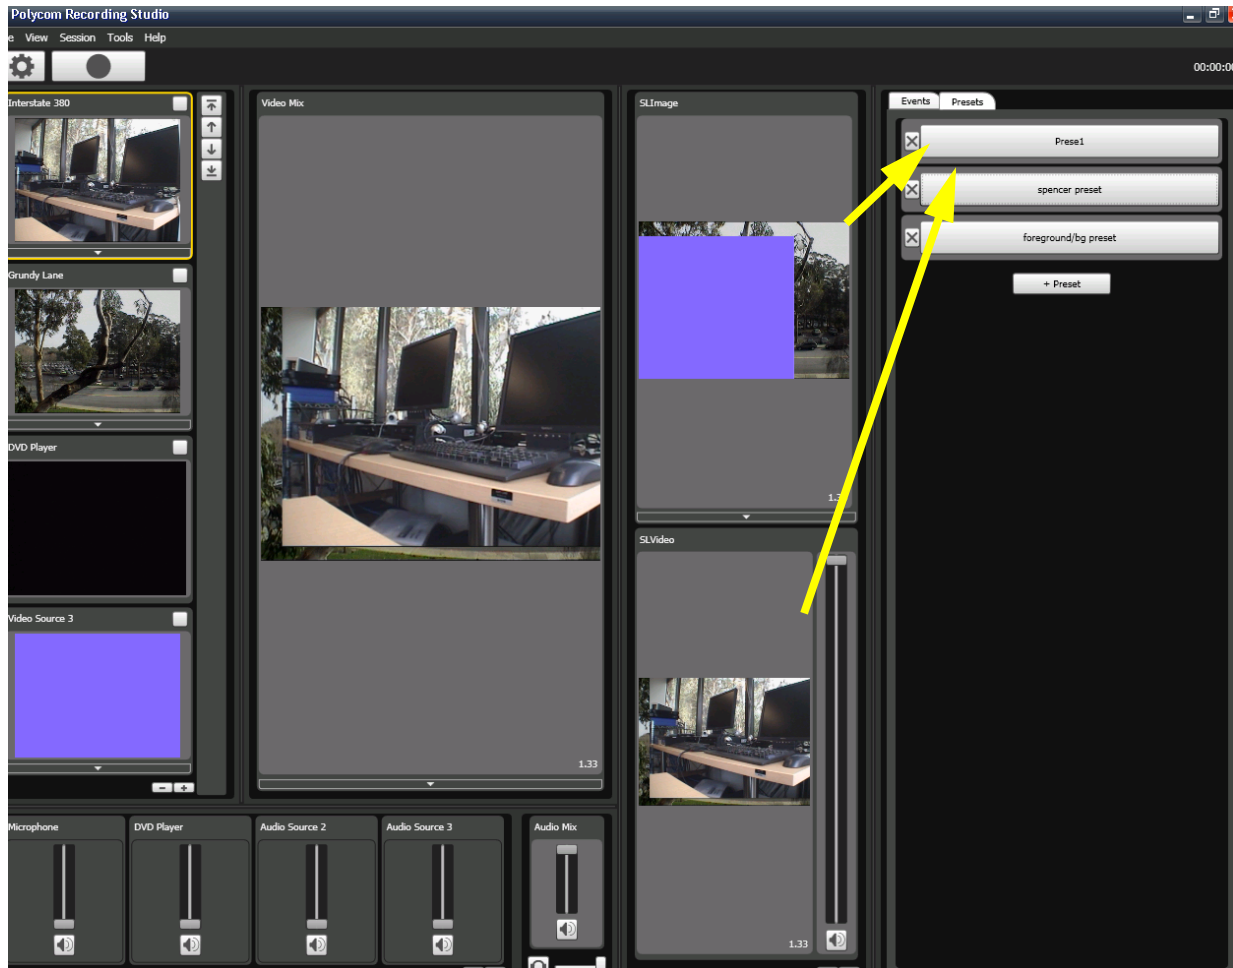 Polycom Recording Studio
e View Session Tools Help
00:00:00
Interstate 380
Video Mix
SLImage
Events Presets
Prese1
spencer preset
foreground/bg preset
+ Preset
Grundy Lane
DVD Player
1.33
SLVideo
Video Source 3
1.33
Microphone
DVD Player
Audio Source 2
Audio Source 3
Audio Mix
1.33